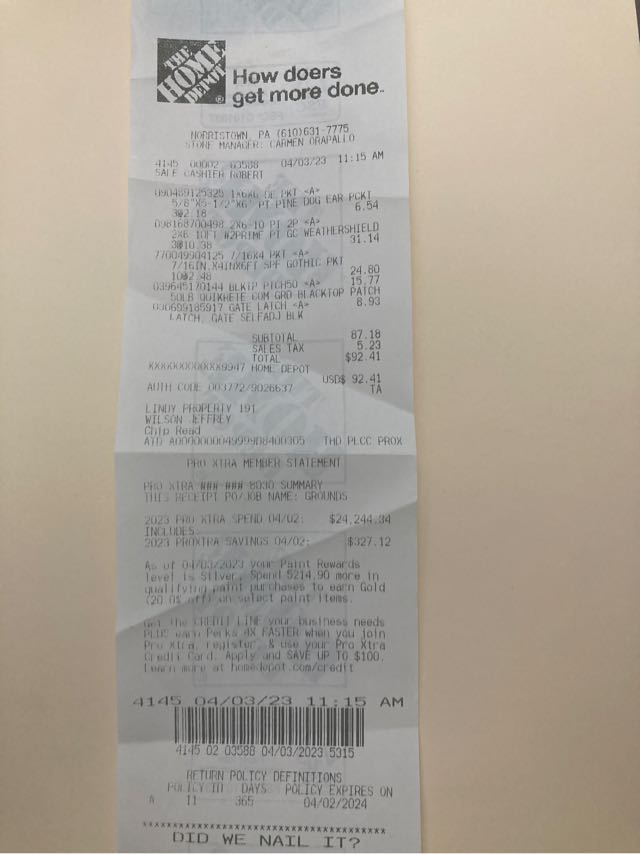 THE
HOME
DEPOT
How doers
get more done.
NORRISTOWN, PA (610)631-7775
STORE MANAGER: CARMEN ORAPALLO
4145 00002 03588 04/03/23 11:15 AM
SALE CASHIER ROBERT
090489125325 1X6X6 DE PKT <A>
5/8"X5-1/2"X6' PT PINE DOG EAR PCKT
3@2.18 6.54
098168700498 2X6-10 PT 2P <A>
2X6-10FT #2PRIME PT GC WEATHERSHIELD
3@10.38 31.14
770049904125 7/16X4 PKT <A>
7/16IN.X4INX6FT SPF GOTHIC PKT
10@2.48 24.80
039645170144 BLKTP PTCH50 <A> 15.77
50LB QUIKRETE COM GRD BLACKTOP PATCH
030699185917 GATE LATCH <A> 8.93
LATCH, GATE SELFADJ BLK
SUBTOTAL 87.18
SALES TAX 5.23
TOTAL $92.41
XXXXXXXXXXXX9947 HOME DEPOT
USD$ 92.41
AUTH CODE 003772/9026637 TA
LINDY PROPERTY 191
WILSON JEFFREY
Chip Read
AID A0000000049999D8400305 THD PLCC PROX
PRO XTRA MEMBER STATEMENT
PRO XTRA ###-###-8030 SUMMARY
THIS RECEIPT PO/JOB NAME: GROUNDS
2023 PRO XTRA SPEND 04/02: $24,244.34
INCLUDES:
2023 PROXTRA SAVINGS 04/02: $327.12
As of 04/03/2023 your Paint Rewards
level is Silver, Spend 5214.90 more in
qualifying paint purchases to earn Gold
(20.0% off) on select paint items.
Get the CREDIT LINE your business needs
PLUS earn Perks 4X FASTER when you join
Pro Xtra, register, & use your Pro Xtra
Credit Card. Apply and SAVE UP TO $100.
Learn more at homedepot.com/credit
4145 04/03/23 11:15 AM
4145 02 03588 04/03/2023 5315
RETURN POLICY DEFINITIONS
POLICY ID DAYS POLICY EXPIRES ON
A 11 365 04/02/2024
****************************************
DID WE NAIL IT?